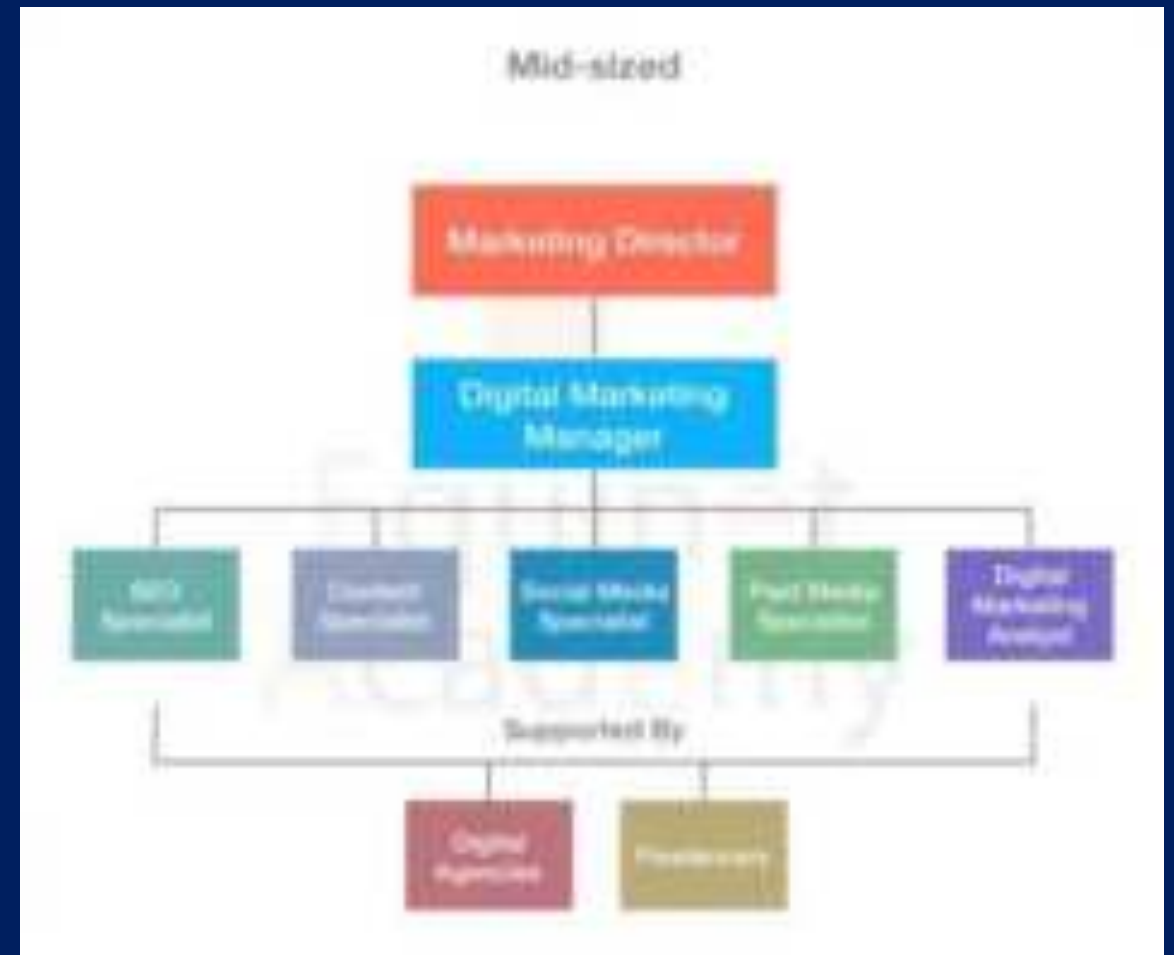 Mid-sized
Marketing Director
Digital Marketing
Manager
SEO
Specialist
Content
Specialist
Social Media
Specialist
Paid Media
Specialist
Digital
Marketing
Analyst
Academy
Supported By
Digital
Agencies
Freelancers